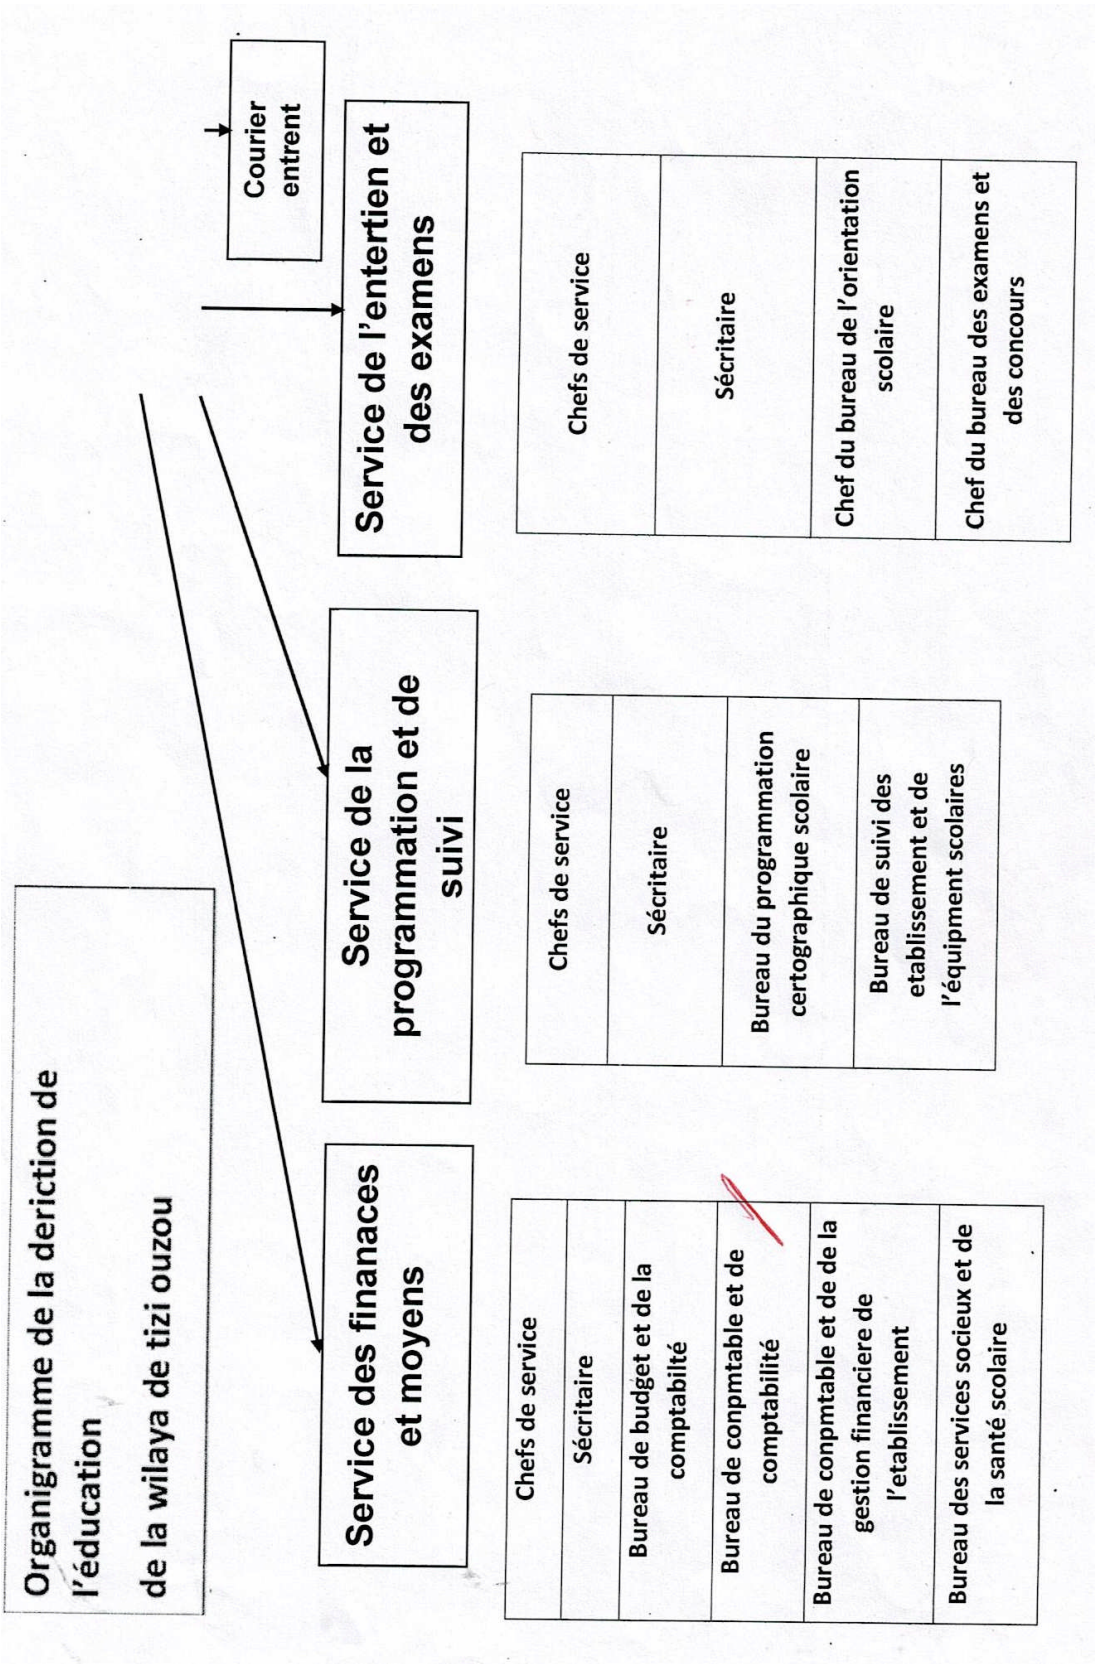 Organigramme de la deriction de
l'éducation
de la wilaya de tizi ouzou
Courier
entrent
Service des finanaces
et moyens
Service de la
programmation et de
suivi
Service de l'entertien et
des examens
Chefs de service
Sécritaire
Bureau de budget et de la
comptabilté
Bureau de conpmtable et de
comptabilité
Bureau de conpmtable et de de la
gestion financiere de
l'etablissement
Bureau des services socieux et de
la santé scolaire
Chefs de service
Sécritaire
Bureau du programmation
certographique scolaire
Bureau de suivi des
etablissement et de
l'équipment scolaires
Chefs de service
Sécritaire
Chef du bureau de l'orientation
scolaire
Chef du bureau des examens et
des concours